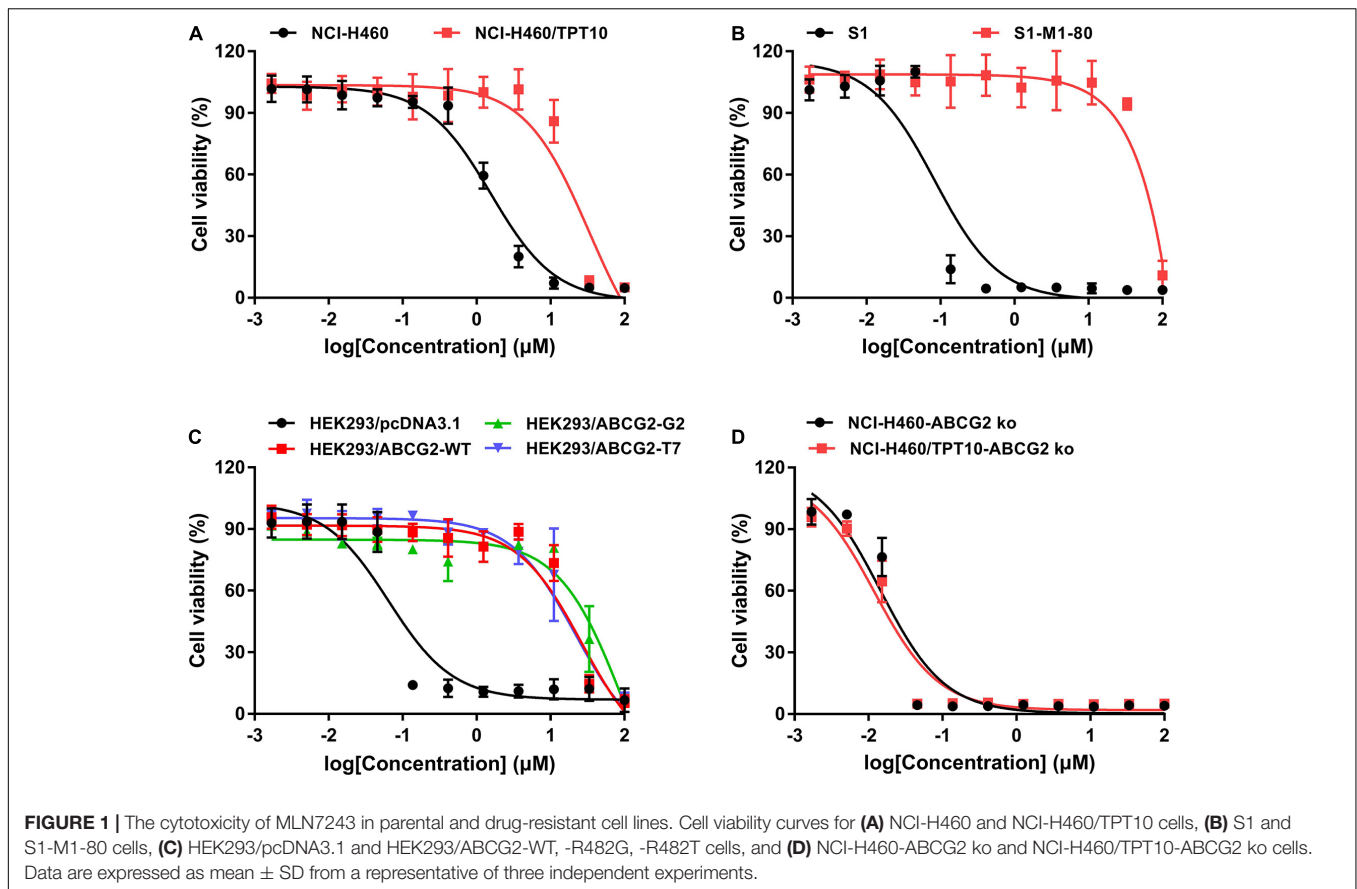 A
NCI-H460 NCI-H460/TPT10
120
90
60
30
0
Cell viability (%)
-3 -2 -1 0 1 2
log[Concentration] (µM)
B
S1 S1-M1-80
120
90
60
30
0
Cell viability (%)
-3 -2 -1 0 1 2
log[Concentration] (µM)
C
HEK293/pcDNA3.1 HEK293/ABCG2-G2
HEK293/ABCG2-WT HEK293/ABCG2-T7
120
90
60
30
0
Cell viability (%)
-3 -2 -1 0 1 2
log[Concentration] (µM)
D
NCI-H460-ABCG2 ko
NCI-H460/TPT10-ABCG2 ko
120
90
60
30
0
Cell viability (%)
-3 -2 -1 0 1 2
log[Concentration] (µM)
FIGURE 1 | The cytotoxicity of MLN7243 in parental and drug-resistant cell lines. Cell viability curves for (A) NCI-H460 and NCI-H460/TPT10 cells, (B) S1 and
S1-M1-80 cells, (C) HEK293/pcDNA3.1 and HEK293/ABCG2-WT, -R482G, -R482T cells, and (D) NCI-H460-ABCG2 ko and NCI-H460/TPT10-ABCG2 ko cells.
Data are expressed as mean ± SD from a representative of three independent experiments.